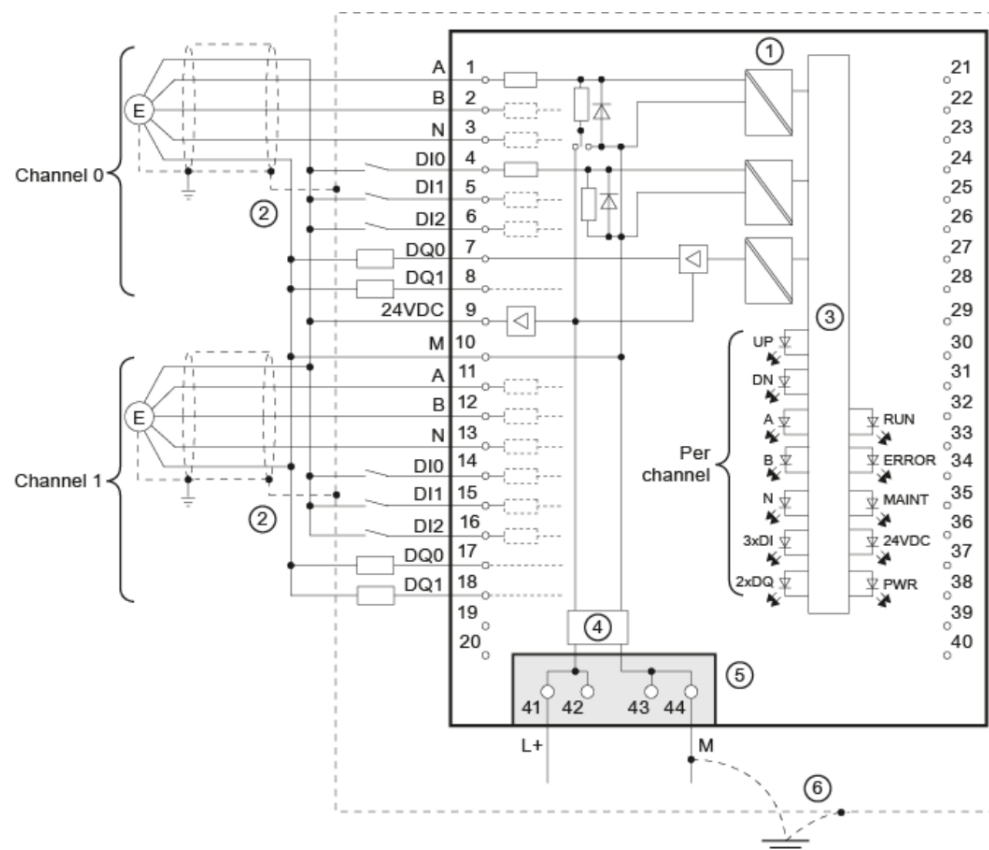 A 1 ① 21
B 2 22
E
N 3 23
DI0 4 24
Channel 0
DI1 5 25
② DI2 6 26
DQ0 7 27
DQ1 8 28
24VDC 9 ③ 29
M 10 UP 30
A 11 DN 31
B 12 A RUN 32
E
N 13 33
Per
channel
DI0 14 B ERROR 34
Channel 1
DI1 15 N MAINT 35
② DI2 16 36
DQ0 17 3xDI 24VDC 37
DQ1 18 2xDQ PWR 38
19 39
④
20 40
⑤
41 42 43 44
L+ M
⑥